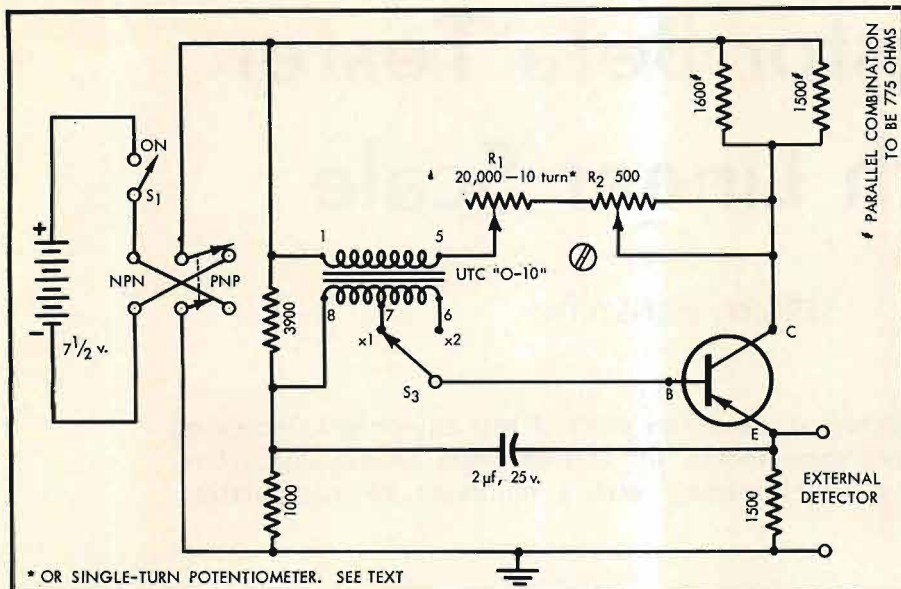 ON
S1
+
-
7 1/2 v.
NPN
PNP
3900
1000
1
5
UTC "O-10"
8
7
6
x1
x2
S3
R1
20,000 -10 turn*
R2 500
1600#
1500#
# PARALLEL COMBINATION
TO BE 775 OHMS
C
B
E
2 µf, 25 v.
1500
EXTERNAL
DETECTOR
* OR SINGLE-TURN POTENTIOMETER. SEE TEXT